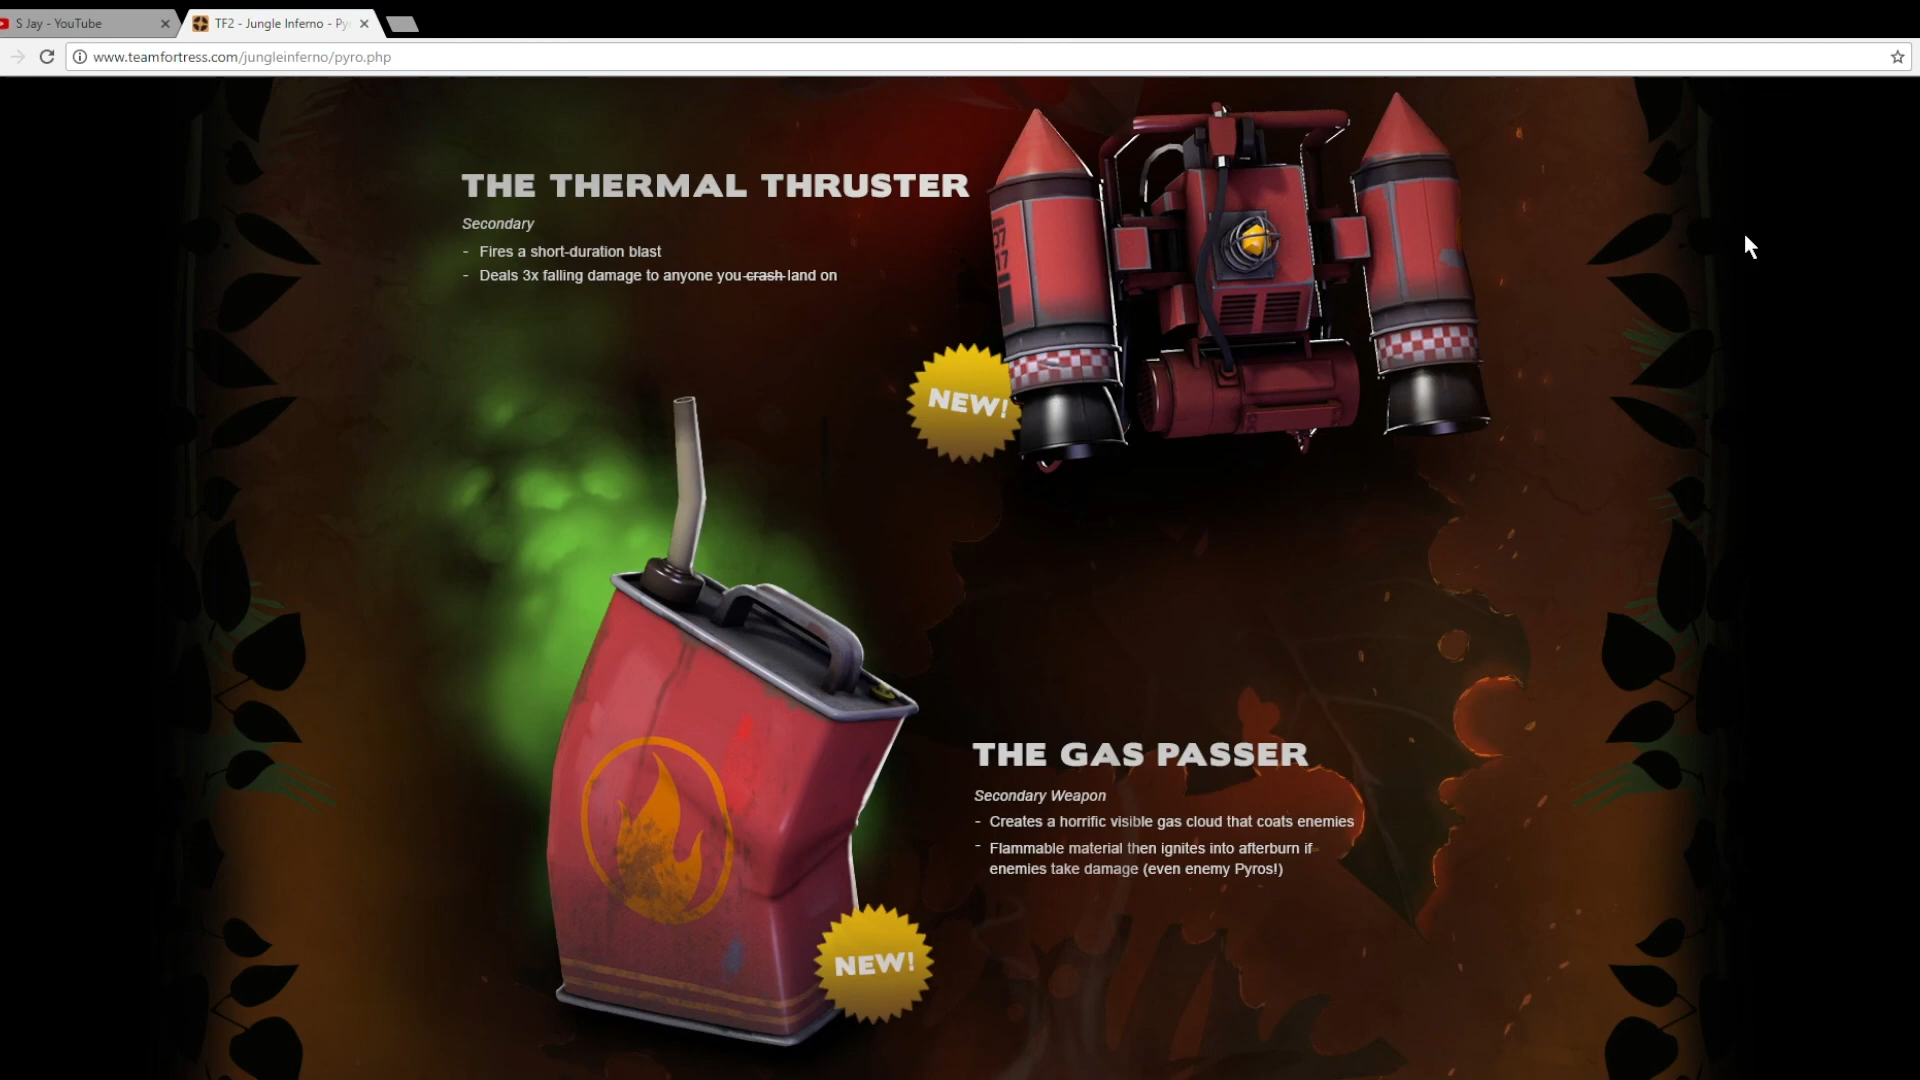 S Jay - YouTube
TF2 - Jungle Inferno - Py
www.teamfortress.com/jungleinferno/pyro.php
THE THERMAL THRUSTER
Secondary
- Fires a short-duration blast
- Deals 3x falling damage to anyone you crash land on
07
17
NEW!
THE GAS PASSER
Secondary Weapon
- Creates a horrific visible gas cloud that coats enemies
- Flammable material then ignites into afterburn if
enemies take damage (even enemy Pyros!)
NEW!